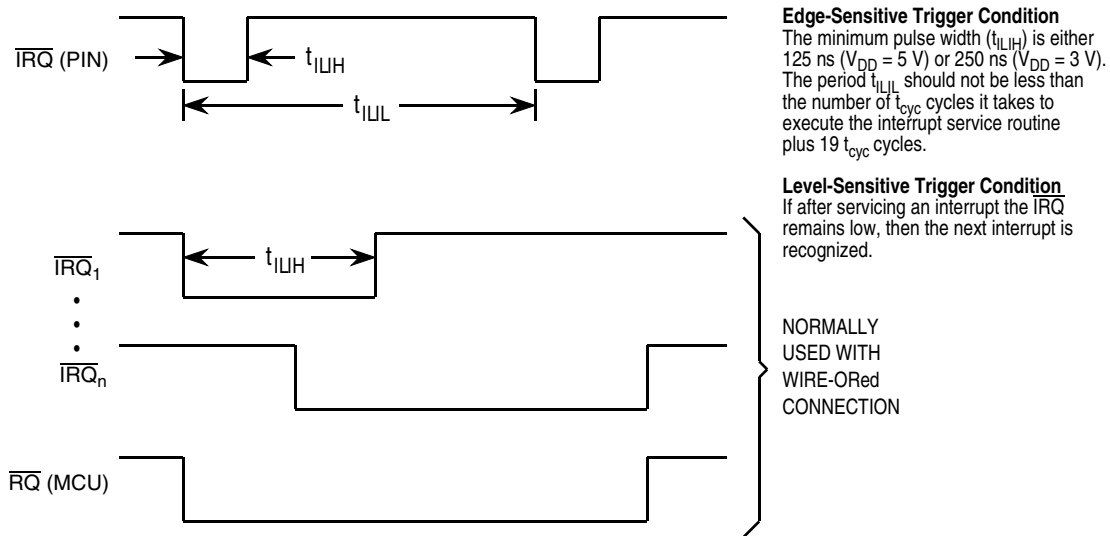 IRQ (PIN)
tILIH
tILIL
Edge-Sensitive Trigger Condition
The minimum pulse width (tILIH) is either
125 ns (VDD = 5 V) or 250 ns (VDD = 3 V).
The period tILIL should not be less than
the number of tcyc cycles it takes to
execute the interrupt service routine
plus 19 tcyc cycles.
Level-Sensitive Trigger Condition
If after servicing an interrupt the IRQ
remains low, then the next interrupt is
recognized.
IRQ1
tILIH
IRQn
RQ (MCU)
NORMALLY
USED WITH
WIRE-ORed
CONNECTION